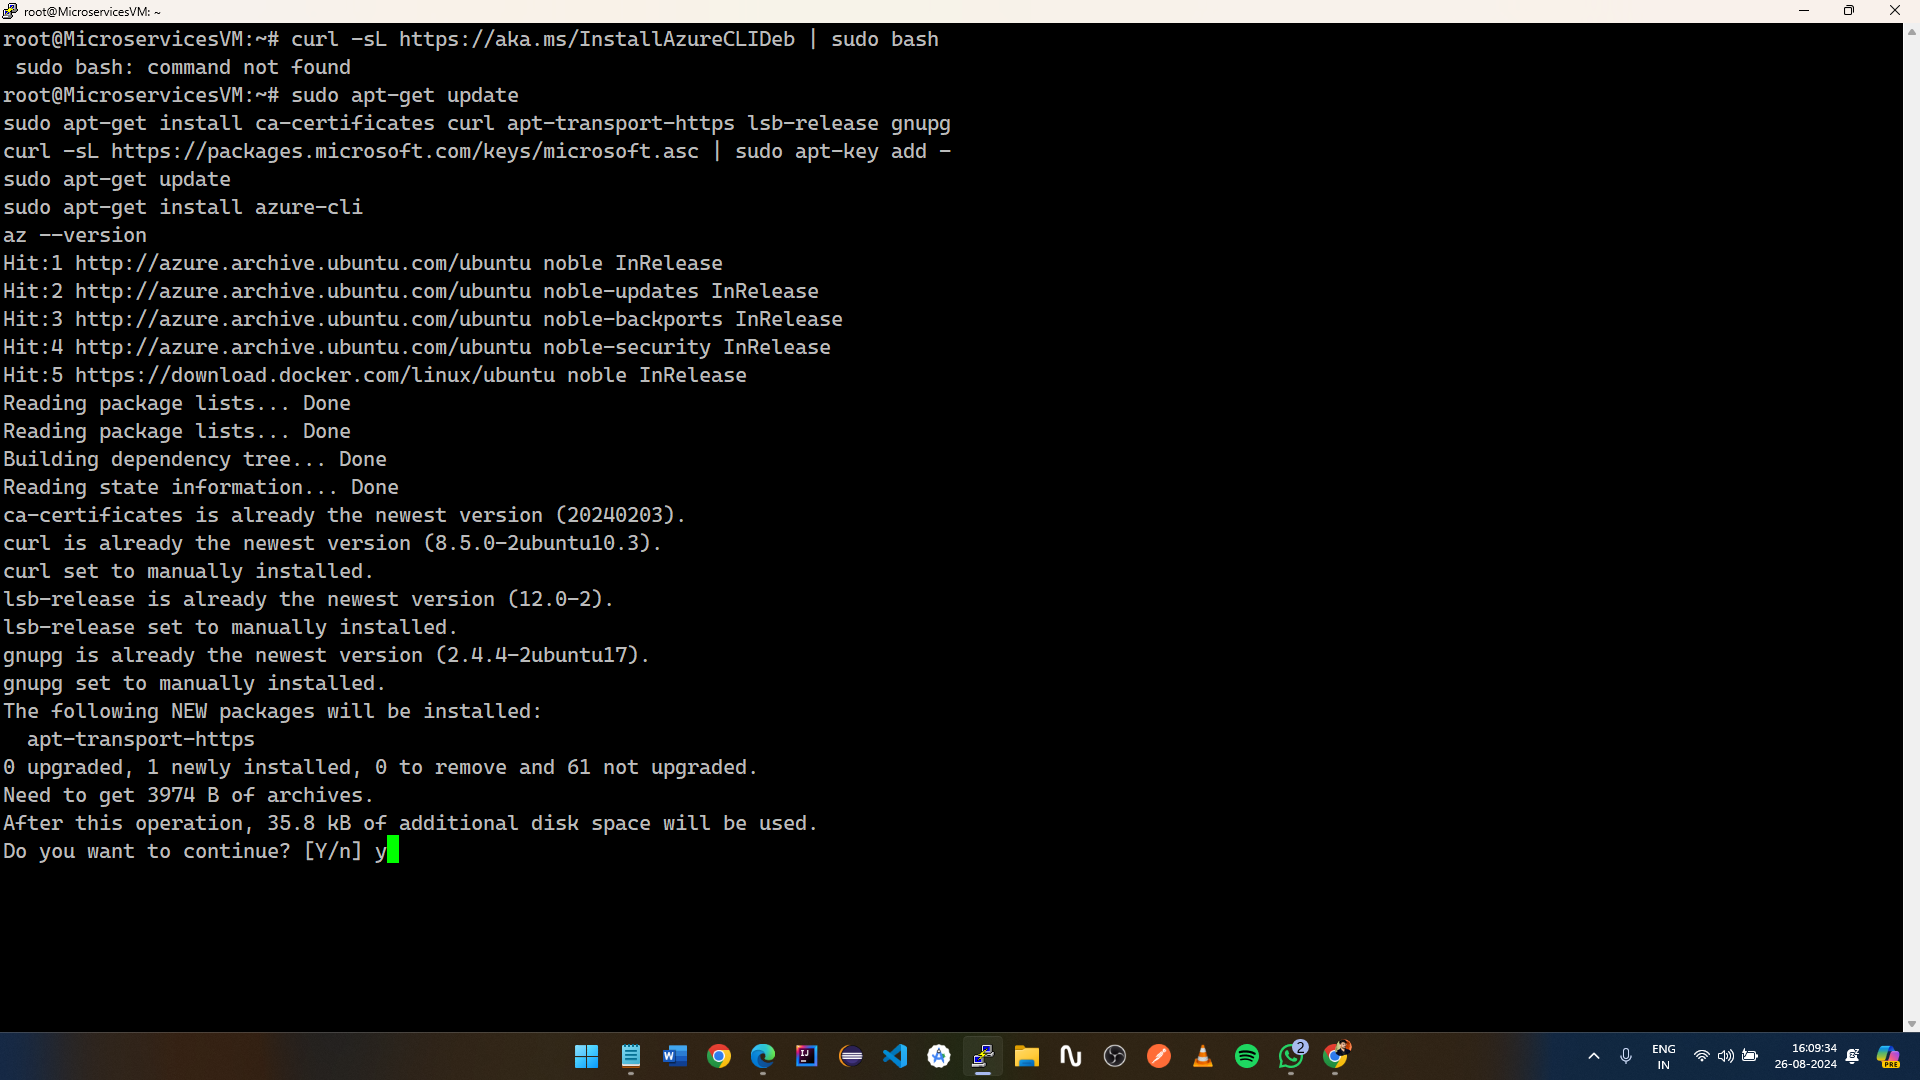 root@MicroservicesVM: ~
root@MicroservicesVM:~# curl -sL https://aka.ms/InstallAzureCLIDeb | sudo bash
 sudo bash: command not found
root@MicroservicesVM:~# sudo apt-get update
sudo apt-get install ca-certificates curl apt-transport-https lsb-release gnupg
curl -sL https://packages.microsoft.com/keys/microsoft.asc | sudo apt-key add -
sudo apt-get update
sudo apt-get install azure-cli
az --version
Hit:1 http://azure.archive.ubuntu.com/ubuntu noble InRelease
Hit:2 http://azure.archive.ubuntu.com/ubuntu noble-updates InRelease
Hit:3 http://azure.archive.ubuntu.com/ubuntu noble-backports InRelease
Hit:4 http://azure.archive.ubuntu.com/ubuntu noble-security InRelease
Hit:5 https://download.docker.com/linux/ubuntu noble InRelease
Reading package lists... Done
Reading package lists... Done
Building dependency tree... Done
Reading state information... Done
ca-certificates is already the newest version (20240203).
curl is already the newest version (8.5.0-2ubuntu10.3).
curl set to manually installed.
lsb-release is already the newest version (12.0-2).
lsb-release set to manually installed.
gnupg is already the newest version (2.4.4-2ubuntu17).
gnupg set to manually installed.
The following NEW packages will be installed:
  apt-transport-https
0 upgraded, 1 newly installed, 0 to remove and 61 not upgraded.
Need to get 3974 B of archives.
After this operation, 35.8 kB of additional disk space will be used.
Do you want to continue? [Y/n] y
2
ENG
IN
16:09:34
26-08-2024
PRE